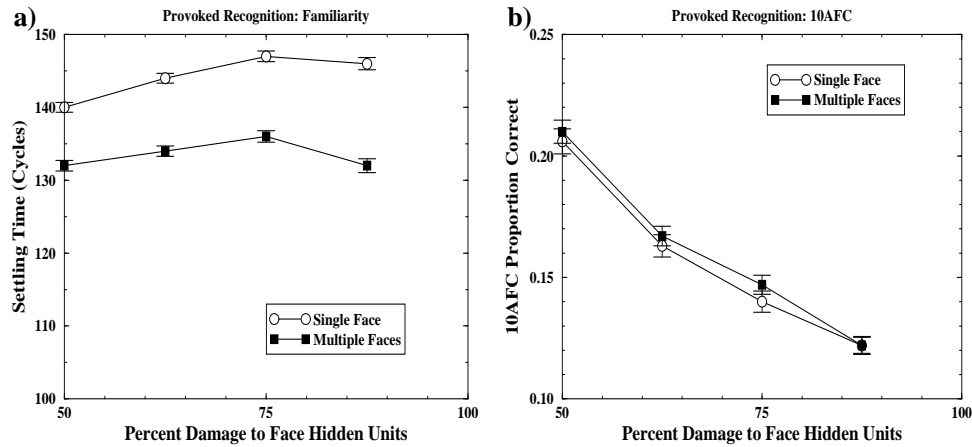 a)
Provoked Recognition: Familiarity
150
140
130
120
110
100
Settling Time (Cycles)
Single Face
Multiple Faces
50
75
100
Percent Damage to Face Hidden Units
b)
Provoked Recognition: 10AFC
0.25
0.20
0.15
0.10
10AFC Proportion Correct
Single Face
Multiple Faces
50
75
100
Percent Damage to Face Hidden Units